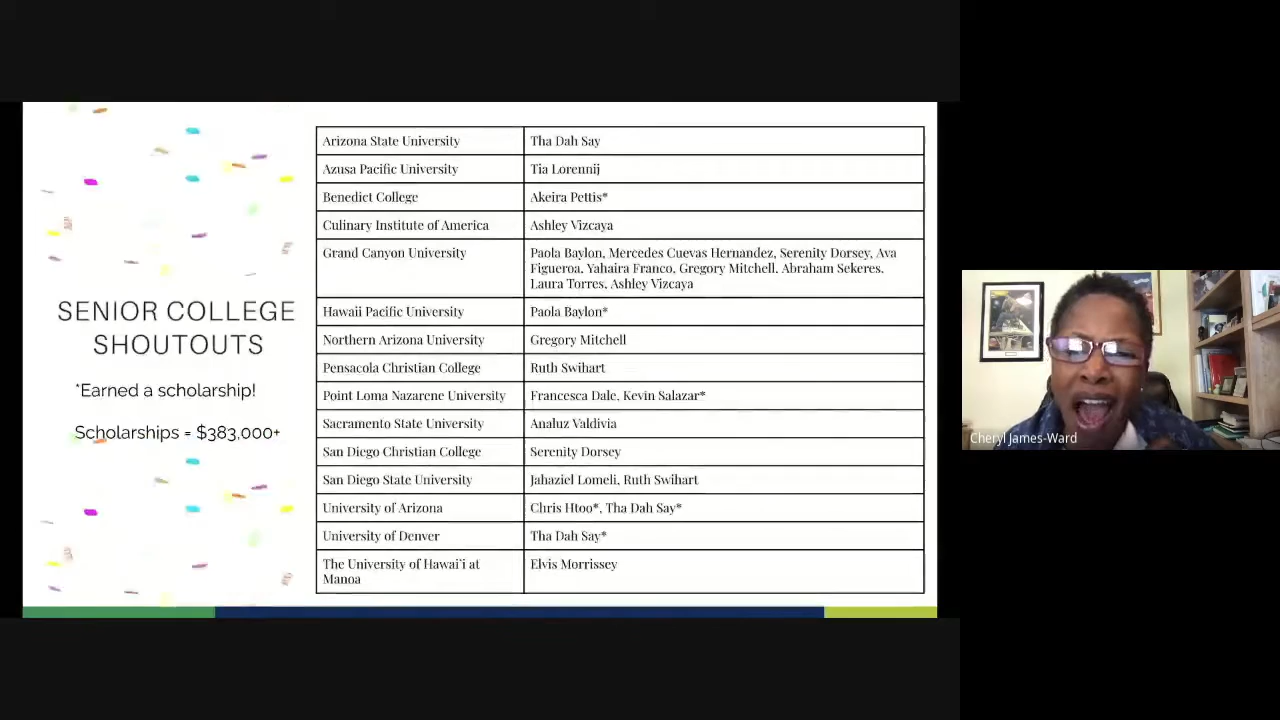 SENIOR COLLEGE
SHOUTOUTS
*Earned a scholarship!
Scholarships = $383,000+
Arizona State University Tha Dah Say
Azusa Pacific University Tia Lorennij
Benedict College Akeira Pettis*
Culinary Institute of America Ashley Vizcaya
Grand Canyon University Paola Baylon, Mercedes Cuevas Hernandez, Serenity Dorsey, Ava
Figueroa, Yahaira Franco, Gregory Mitchell, Abraham Sekeres,
Laura Torres, Ashley Vizcaya
Hawaii Pacific University Paola Baylon*
Northern Arizona University Gregory Mitchell
Pensacola Christian College Ruth Swihart
Point Loma Nazarene University Francesca Dale, Kevin Salazar*
Sacramento State University Analuz Valdivia
San Diego Christian College Serenity Dorsey
San Diego State University Jahaziel Lomeli, Ruth Swihart
University of Arizona Chris Htoo*, Tha Dah Say*
University of Denver Tha Dah Say*
The University of Hawai'i at Elvis Morrissey
Manoa
Cheryl James-Ward